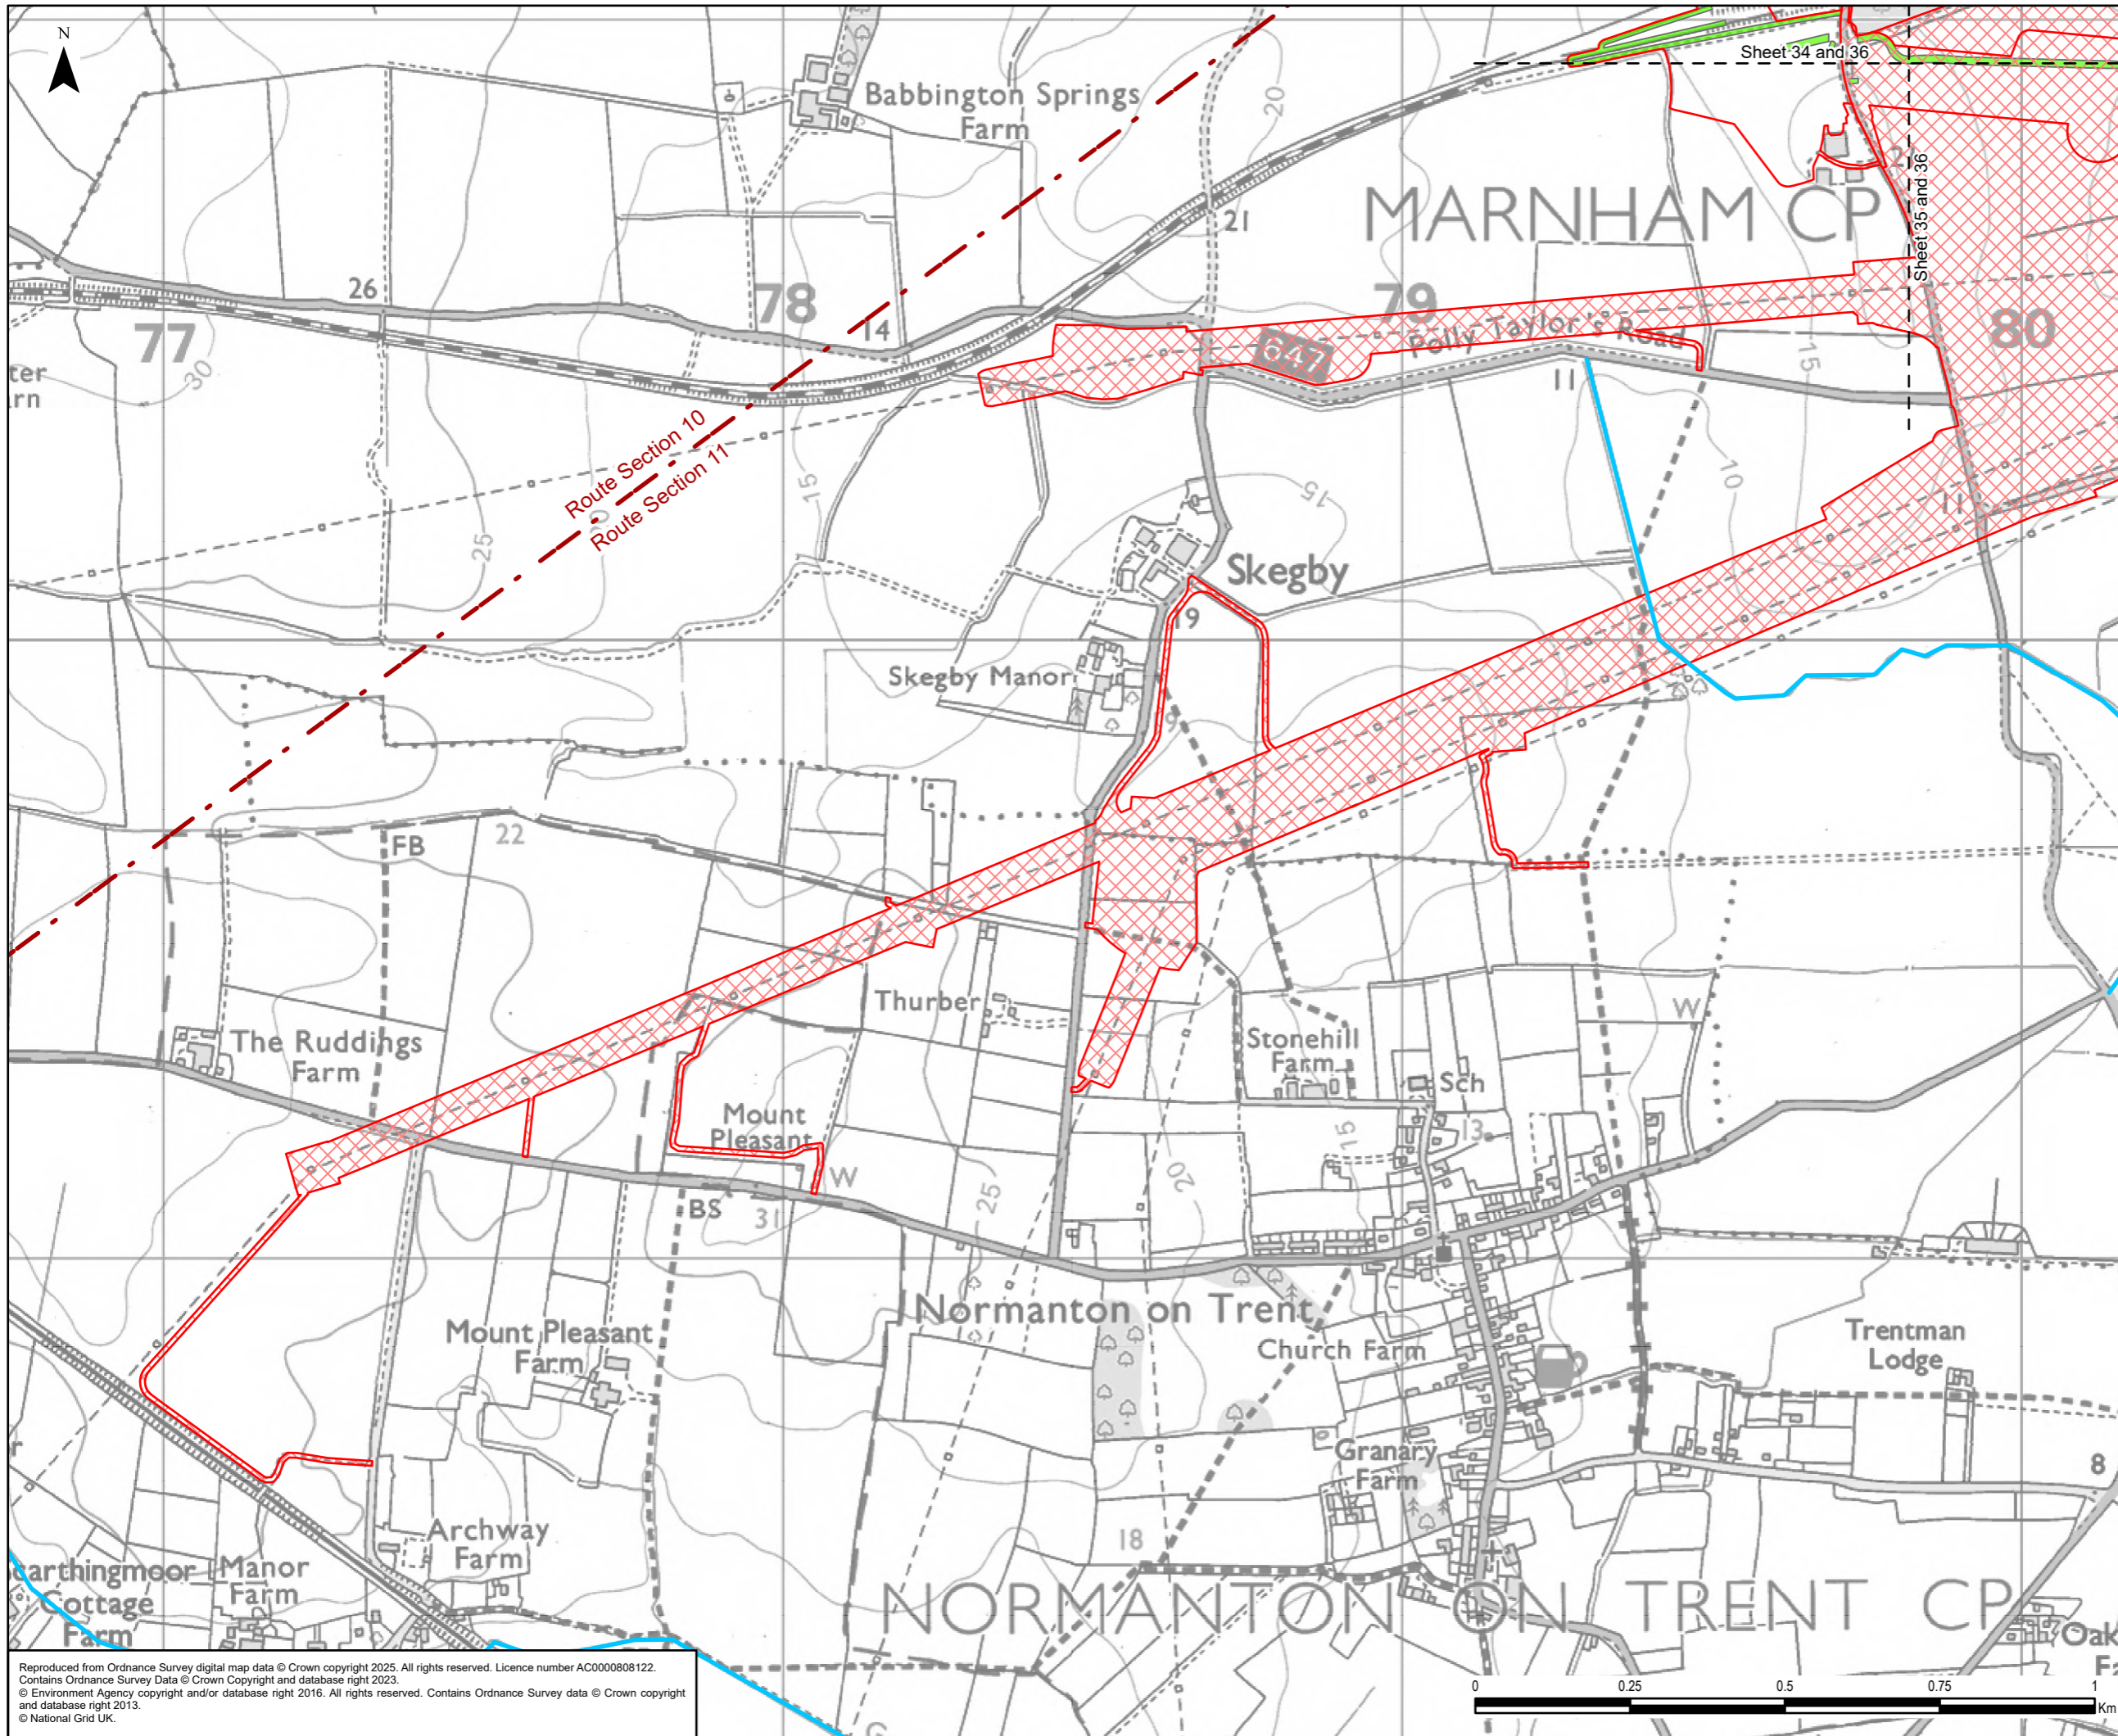 N
Sheet 34 and 36
Babbington Springs
Farm
20
2
Sheet 35 and 36
MARNHAM CP
21
26
78
79
14
77
647
Polly Taylor's Road
80
30
15
11
Route Section 10
Route Section 11
15
10
15
11
25
Skegby
19
Skegby Manor
9
FB
22
Thurber
W
The Ruddings
Farm
Stonehill
Farm
Sch
Mount
Pleasant
13
15
W
20
25
BS
31
Normanton on Trent
Mount Pleasant
Farm
Church Farm
Trentman
Lodge
Granary
Farm
8
Archway
Farm
18
Manor
Farm
carthingmoor
Cottage
Farm
NORMANTON ON TRENT CP
Oak
Reproduced from Ordnance Survey digital map data © Crown copyright 2025. All rights reserved. Licence number AC0000808122.
Contains Ordnance Survey Data © Crown Copyright and database right 2023.
© Environment Agency copyright and/or database right 2016. All rights reserved. Contains Ordnance Survey data © Crown copyright
and database right 2013.
© National Grid UK.
0 0.25 0.5 0.75 1
Km